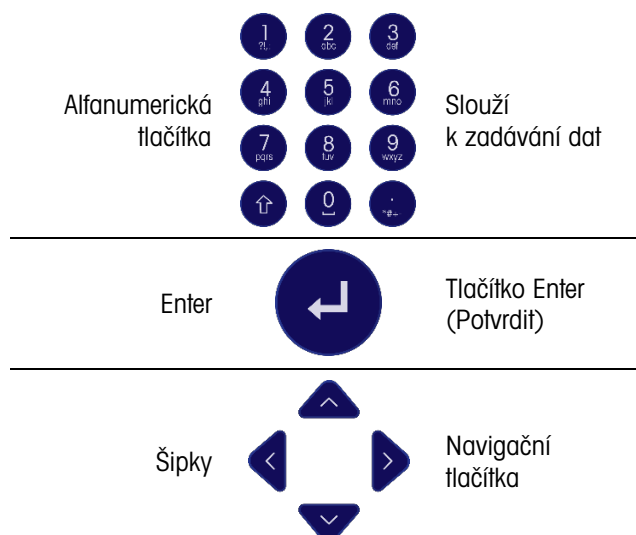 1 2 3
?!,. abc def
Alfanumerická
tlačítka
4 5 6
ghi jkl mno
7 8 9
pqrs tuv wxyz
0 .
*#
Slouží
k zadávání dat
Enter
Tlačítko Enter
(Potvrdit)
Šipky
Navigační
tlačítka